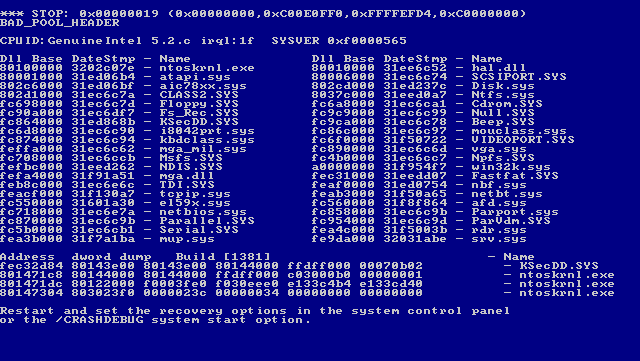 *** STOP: 0x00000019 (0x00000000,0xC00E0FF0,0xFFFFEFD4,0xC0000000)
BAD_POOL_HEADER
CPUID:GenuineIntel 5.2.c irql:1f SYSVER 0xf0000565
Dll Base DateStmp - Name Dll Base DateStmp - Name
80100000 3202c07e - ntoskrnl.exe 80010000 31ee6c52 - hal.dll
80001000 31ed06b4 - atapi.sys 80006000 31ec6c74 - SCSIPORT.SYS
802c6000 31ed06bf - aic78xx.sys 802cd000 31ed237c - Disk.sys
802d1000 31ec6c7a - CLASS2.SYS 8037c000 31eed0a7 - Ntfs.sys
fc698000 31ec6c7d - Floppy.SYS fc6a8000 31ec6ca1 - Cdrom.SYS
fc90a000 31ec6df7 - Fs_Rec.SYS fc9c9000 31ec6c99 - Null.SYS
fc864000 31ed868b - KSecDD.SYS fc9ca000 31ec6c78 - Beep.SYS
fc6d8000 31ec6c90 - i8042prt.sys fc86c000 31ec6c97 - mouclass.sys
fc874000 31ec6c94 - kbdclass.sys fc6f0000 31f50722 - VIDEOPORT.SYS
feffa000 31ec6c62 - mga_mil.sys fc890000 31ec6c6d - vga.sys
fc708000 31ec6ccb - Msfs.SYS fc4b0000 31ec6cc7 - Npfs.SYS
fefbc000 31eed262 - NDIS.SYS a0000000 31f954f7 - win32k.sys
fefa4000 31f91a51 - mga.dll fec31000 31eedd07 - Fastfat.SYS
feb8c000 31ec6e6c - TDI.SYS feaf0000 31ed0754 - nbf.sys
feacf000 31f130a7 - tcpip.sys feab3000 31f50a65 - netbt.sys
fc550000 31601a30 - el59x.sys fc560000 31f8f864 - afd.sys
fc718000 31ec6e7a - netbios.sys fc858000 31ec6c9b - Parport.sys
fc870000 31ec6c9b - Parallel.SYS fc954000 31ec6c9d - ParVdm.SYS
fc5b0000 31ec6cb1 - Serial.SYS fea4c000 31f5003b - rdr.sys
fea3b000 31f7a1ba - mup.sys fe9da000 32031abe - srv.sys
Address dword dump Build [1381] - Name
fec32d84 80143e00 80143e00 80144000 ffdff000 00070b02 - KSecDD.SYS
801471c8 80144000 80144000 ffdff000 c03000b0 00000001 - ntoskrnl.exe
801471dc 80122000 f0003fe0 f030eee0 e133c4b4 e133cd40 - ntoskrnl.exe
80147304 803023f0 0000023c 00000034 00000000 00000000 - ntoskrnl.exe
Restart and set the recovery options in the system control panel
or the /CRASHDEBUG system start option.